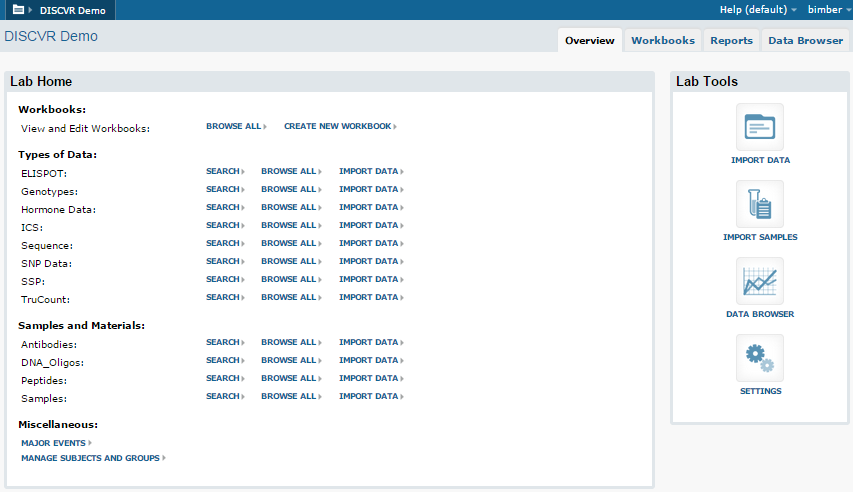 DISCVR Demo Help (default) bimber
DISCVR Demo
Overview Workbooks Reports Data Browser
Lab Home
Workbooks:
View and Edit Workbooks: BROWSE ALL CREATE NEW WORKBOOK
Types of Data:
ELISPOT: SEARCH BROWSE ALL IMPORT DATA
Genotypes: SEARCH BROWSE ALL IMPORT DATA
Hormone Data: SEARCH BROWSE ALL IMPORT DATA
ICS: SEARCH BROWSE ALL IMPORT DATA
Sequence: SEARCH BROWSE ALL IMPORT DATA
SNP Data: SEARCH BROWSE ALL IMPORT DATA
SSP: SEARCH BROWSE ALL IMPORT DATA
TruCount: SEARCH BROWSE ALL IMPORT DATA
Samples and Materials:
Antibodies: SEARCH BROWSE ALL IMPORT DATA
DNA_Oligos: SEARCH BROWSE ALL IMPORT DATA
Peptides: SEARCH BROWSE ALL IMPORT DATA
Samples: SEARCH BROWSE ALL IMPORT DATA
Miscellaneous:
MAJOR EVENTS
MANAGE SUBJECTS AND GROUPS
Lab Tools
IMPORT DATA
IMPORT SAMPLES
DATA BROWSER
SETTINGS